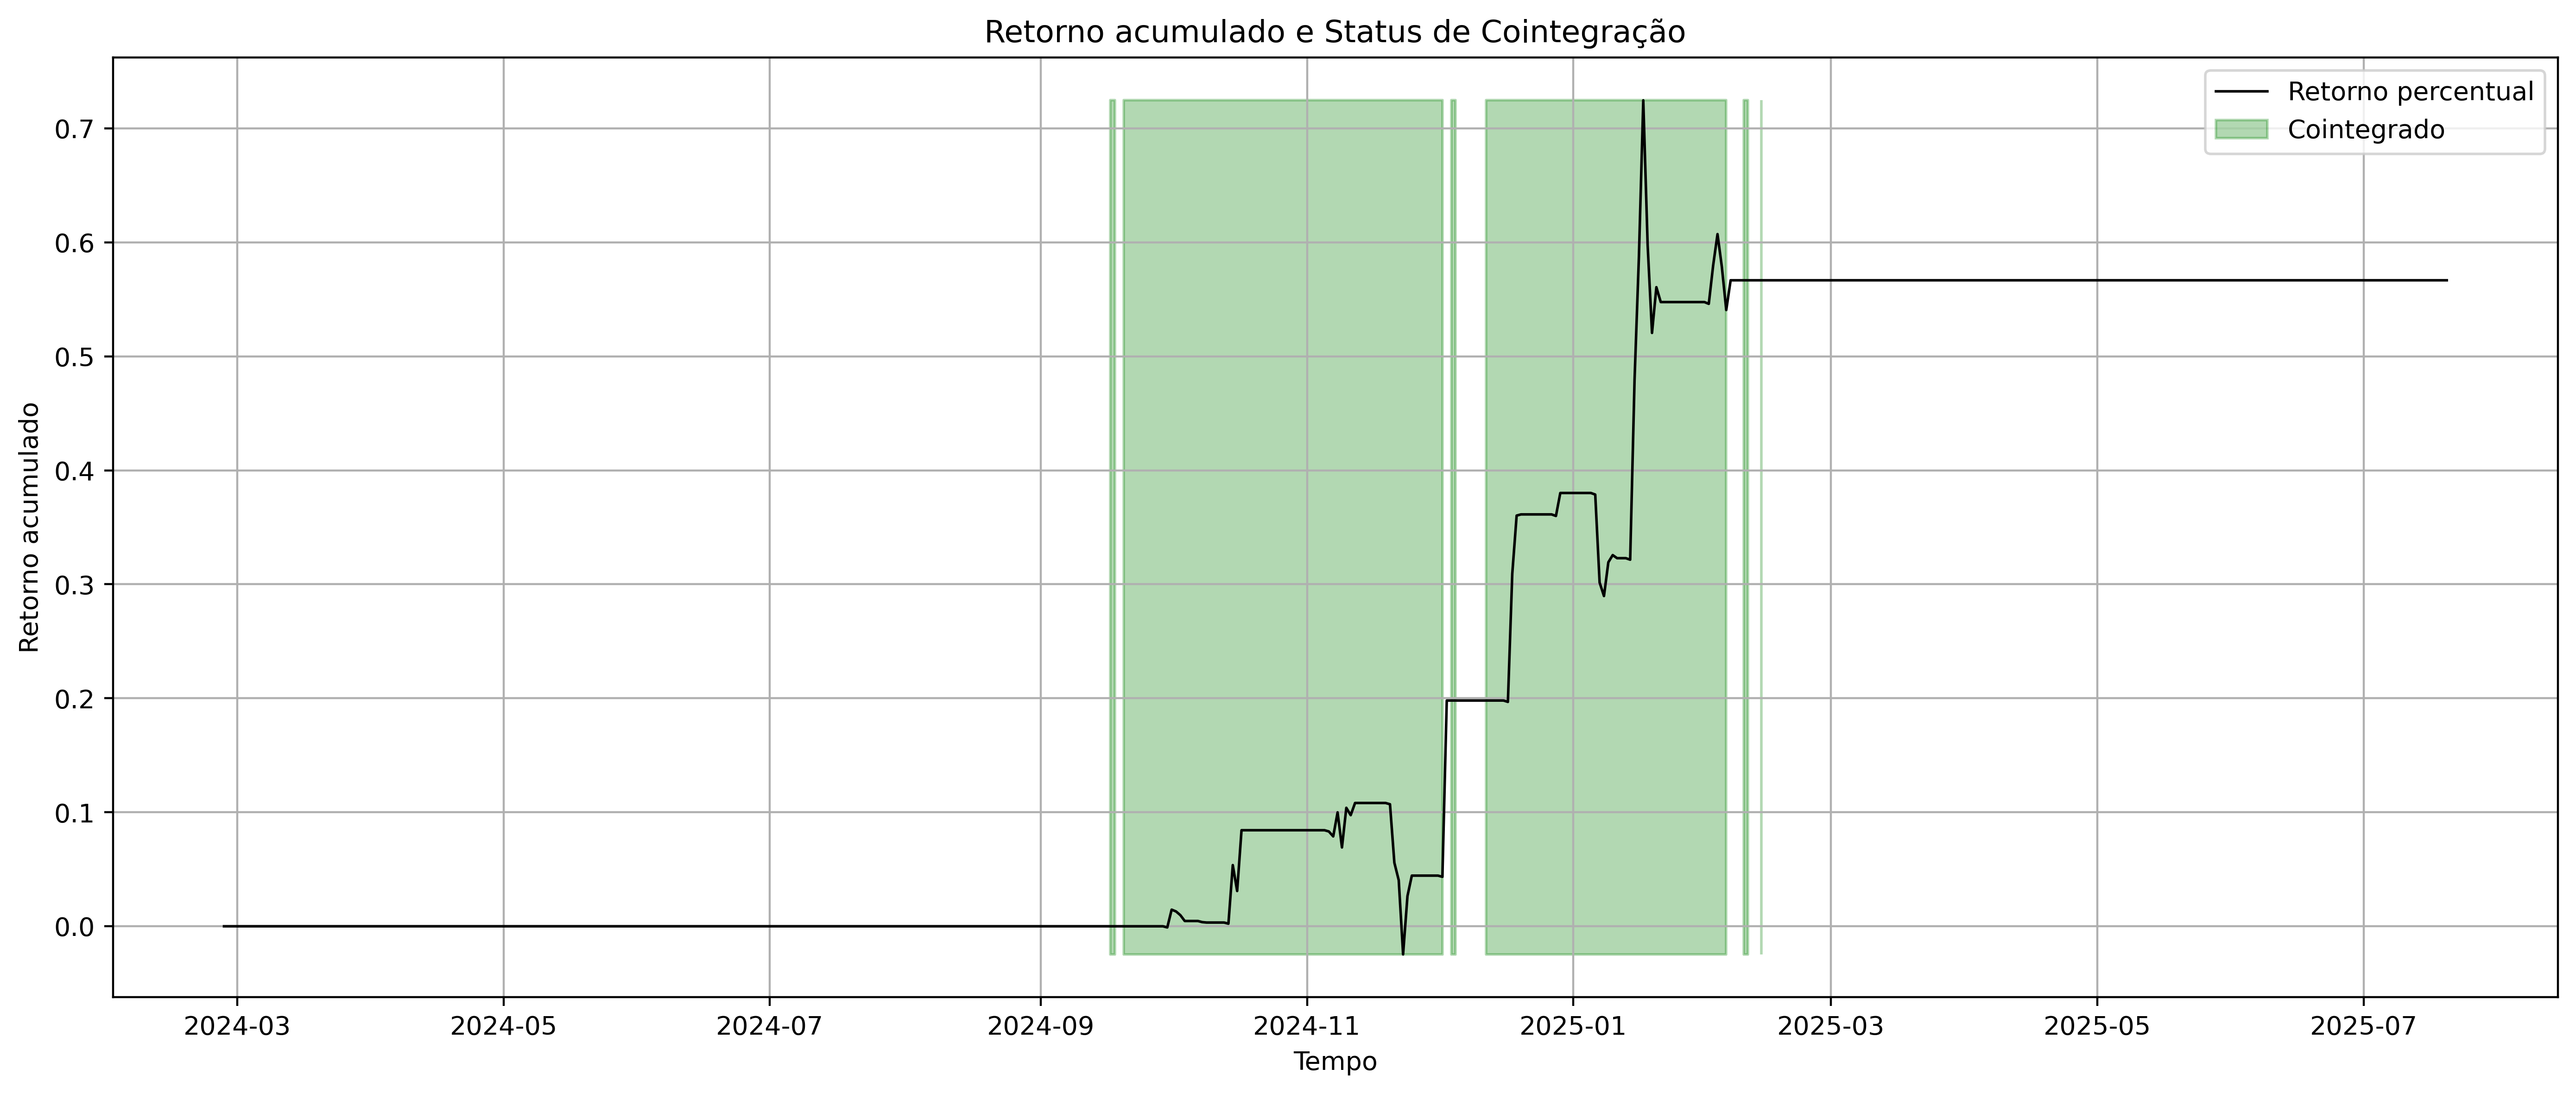 Retorno acumulado e Status de Cointegração
Retorno percentual
Cointegrado
Retorno acumulado
0.7
0.6
0.5
0.4
0.3
0.2
0.1
0.0
2024-03 2024-05 2024-07 2024-09 2024-11 2025-01 2025-03 2025-05 2025-07
Tempo